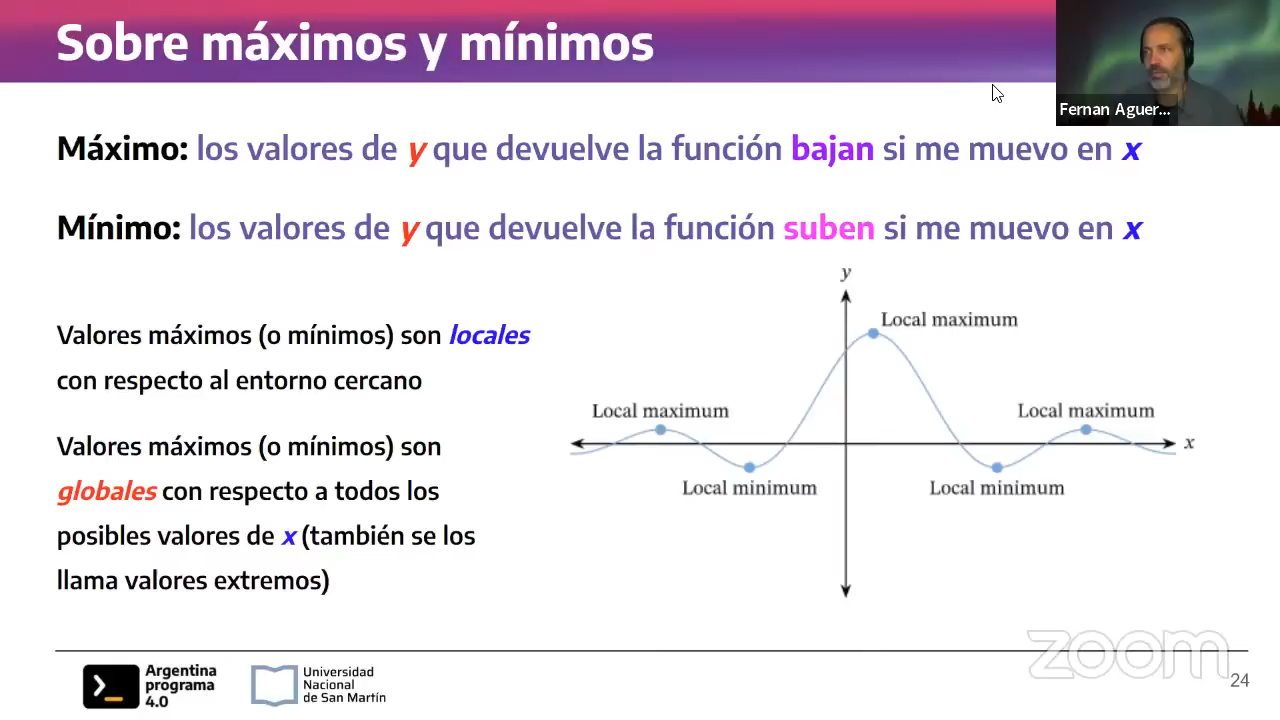 Sobre máximos y mínimos
Fernan Aguer...
Máximo: los valores de y que devuelve la función bajan si me muevo en x
Mínimo: los valores de y que devuelve la función suben si me muevo en x
Valores máximos (o mínimos) son locales
con respecto al entorno cercano
Valores máximos (o mínimos) son
globales con respecto a todos los
posibles valores de x (también se los
llama valores extremos)
y
Local maximum
Local maximum
Local maximum
x
Local minimum
Local minimum
zoom
Argentina
programa
4.0
Universidad
Nacional
de San Martín
24